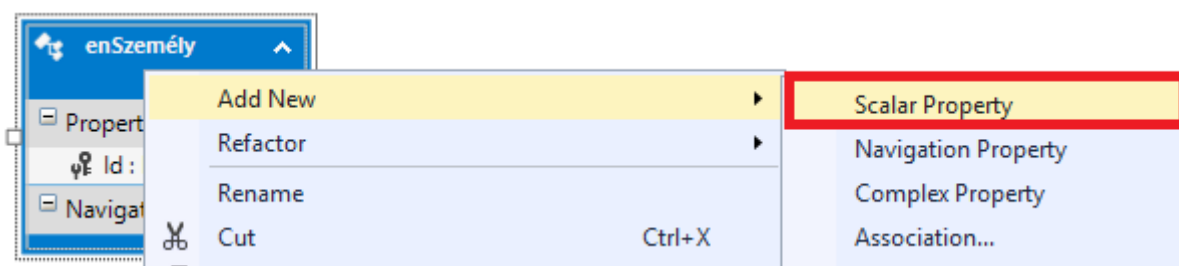 enSzemély
Propert
Id :
Navigat
Add New
Refactor
Rename
Cut Ctrl+X
Scalar Property
Navigation Property
Complex Property
Association...